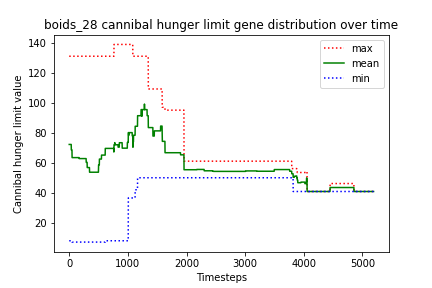 boids_28 cannibal hunger limit gene distribution over time
140
120
100
80
60
40
20
Cannibal hunger limit value
max
mean
min
0 1000 2000 3000 4000 5000
Timesteps